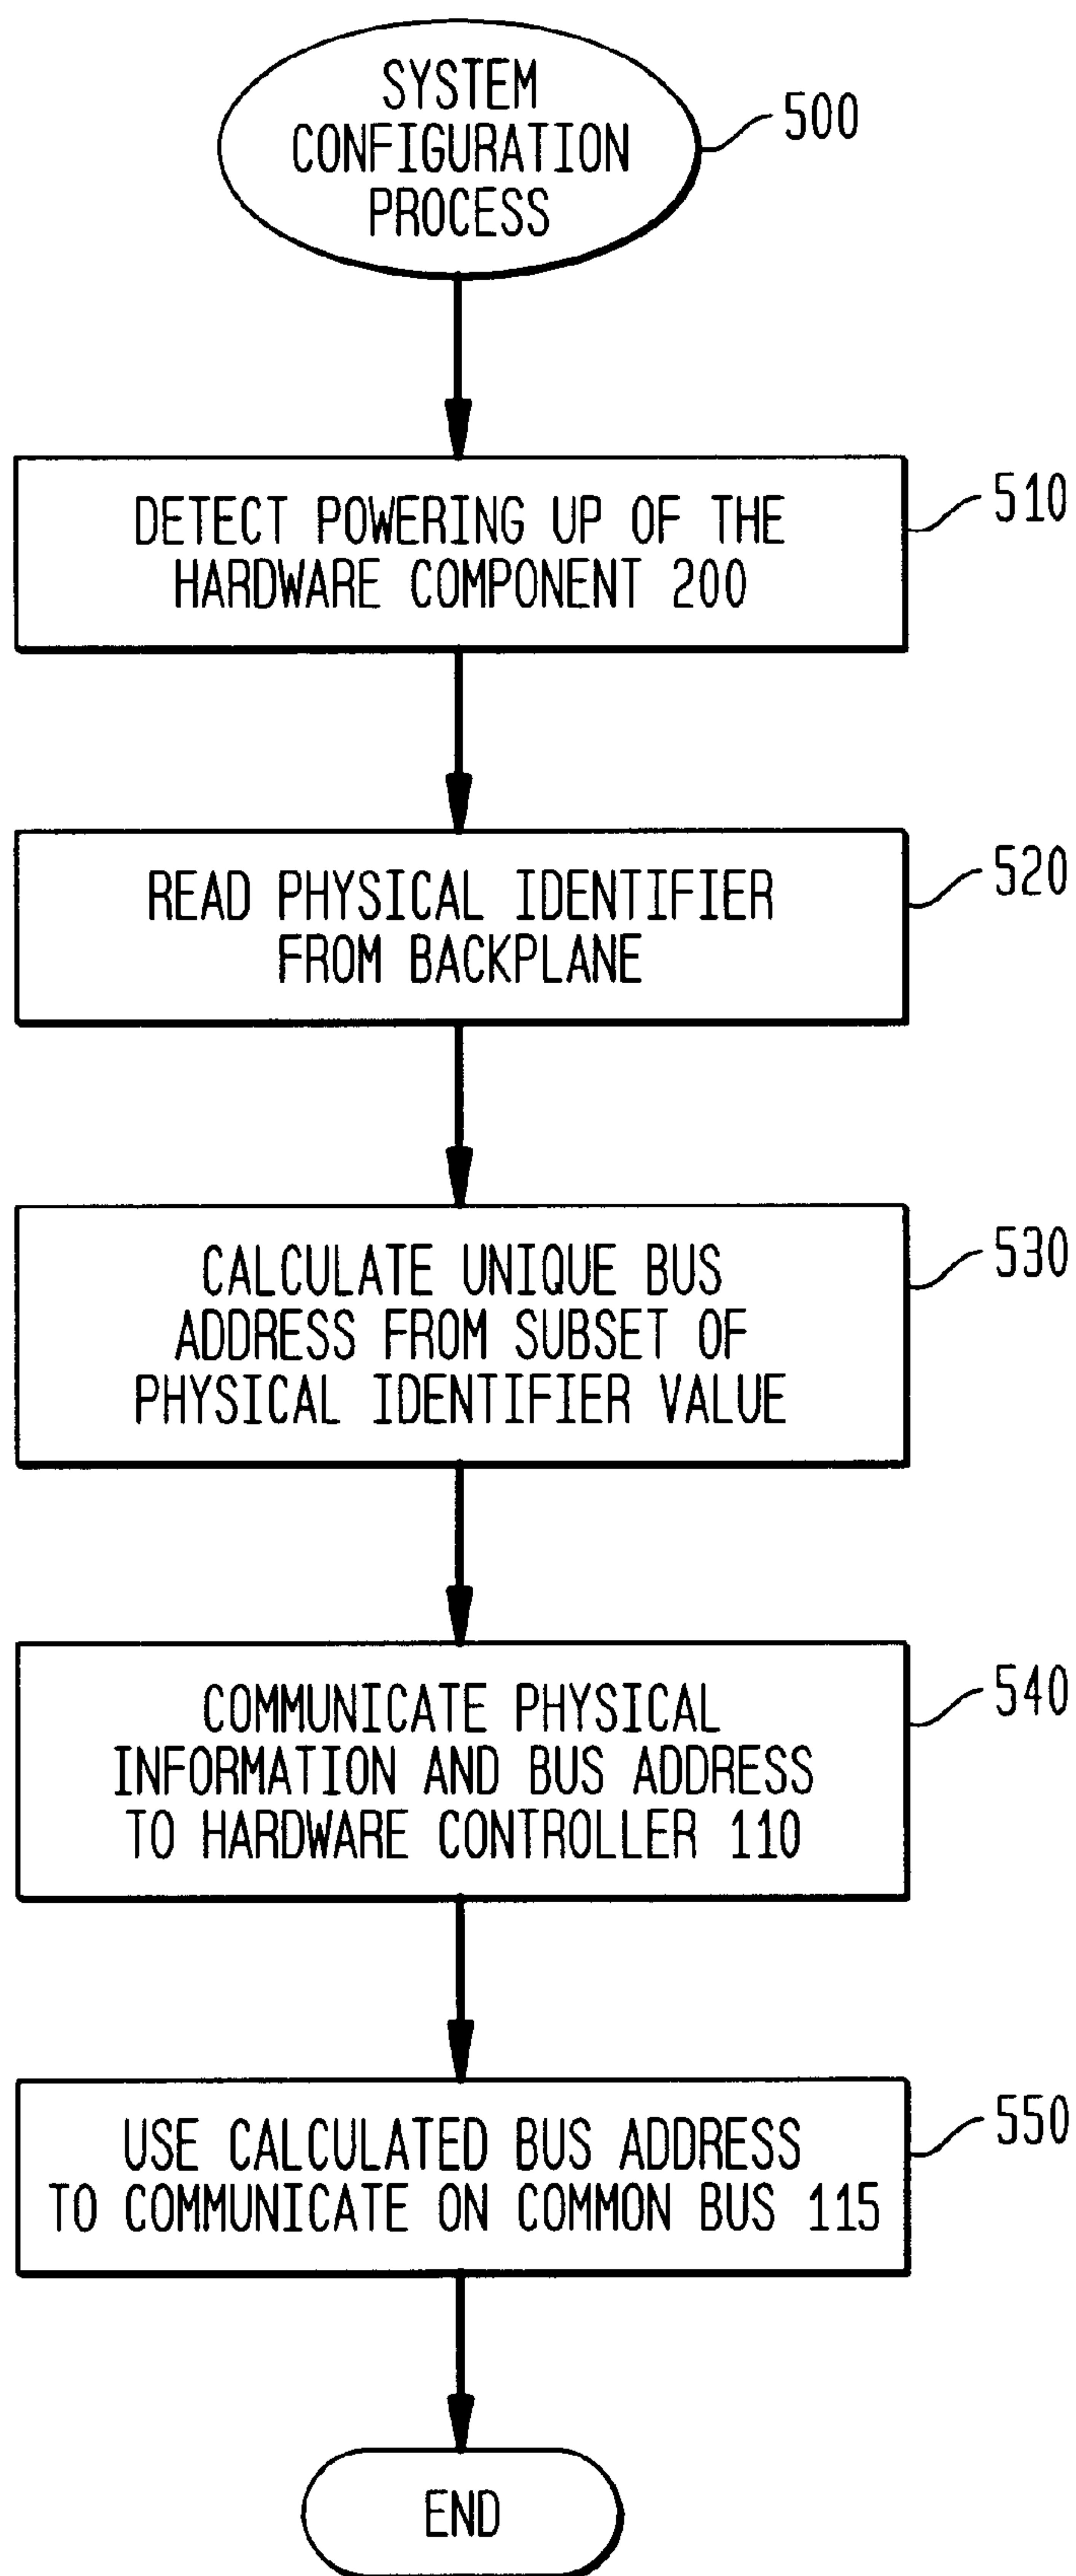 SYSTEM
CONFIGURATION
PROCESS
500
DETECT POWERING UP OF THE
HARDWARE COMPONENT 200
510
READ PHYSICAL IDENTIFIER
FROM BACKPLANE
520
CALCULATE UNIQUE BUS
ADDRESS FROM SUBSET OF
PHYSICAL IDENTIFIER VALUE
530
COMMUNICATE PHYSICAL
INFORMATION AND BUS ADDRESS
TO HARDWARE CONTROLLER 110
540
USE CALCULATED BUS ADDRESS
TO COMMUNICATE ON COMMON BUS 115
550
END